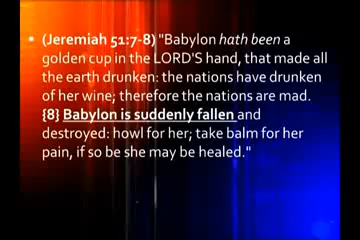 • (Jeremiah 51:7-8) "Babylon hath been a
golden cup in the LORD'S hand, that made all
the earth drunken: the nations have drunken
of her wine; therefore the nations are mad.
{8} Babylon is suddenly fallen and
destroyed: howl for her; take balm for her
pain, if so be she may be healed."